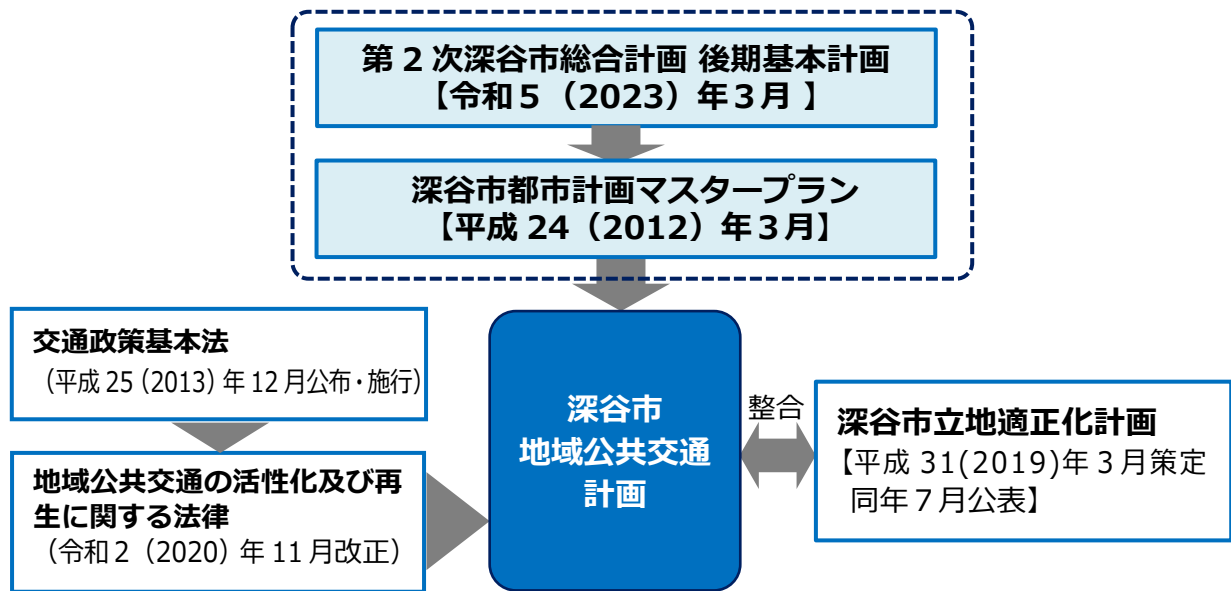 第２次深谷市総合計画 後期基本計画
【令和５（2023）年３月 】
深谷市都市計画マスタープラン
【平成 24（2012）年３月】
交通政策基本法
（平成 25（2013）年 12 月公布・施行）
地域公共交通の活性化及び再
生に関する法律
（令和２（2020）年 11 月改正）
深谷市
地域公共交通
計画
整合
深谷市立地適正化計画
【平成 31(2019)年３月策定
同年７月公表】